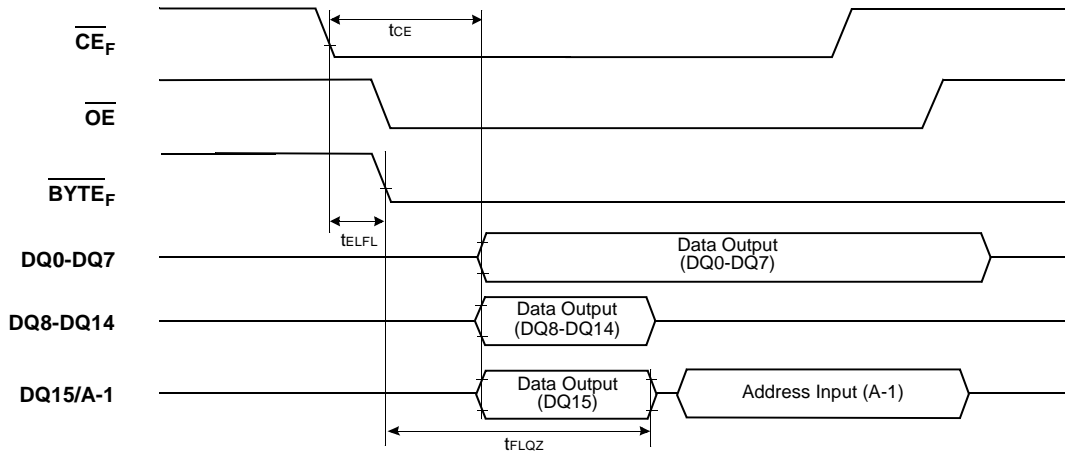 tCE
CEF
OE
BYTEF
tELFL
DQ0-DQ7
Data Output
(DQ0-DQ7)
DQ8-DQ14
Data Output
(DQ8-DQ14)
DQ15/A-1
Data Output
(DQ15)
Address Input (A-1)
tFLQZ